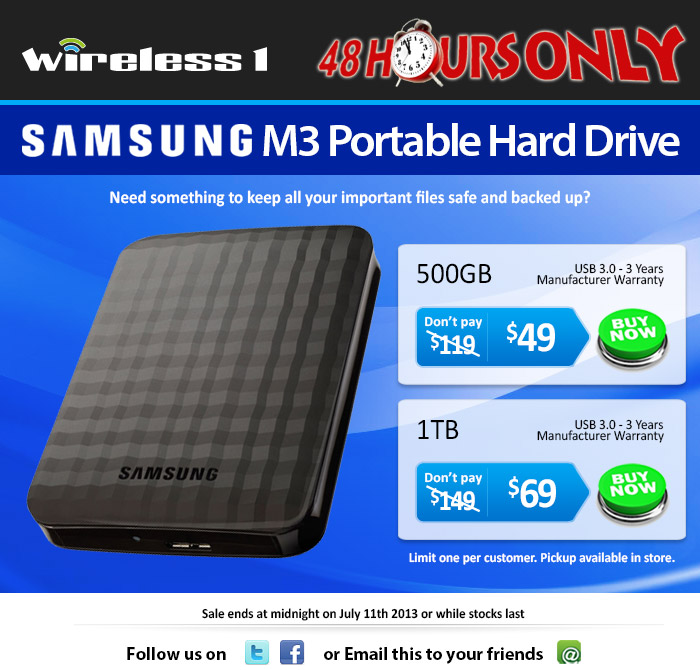 Wireless 1
48 HOURS ONLY
SAMSUNG M3 Portable Hard Drive
Need something to keep all your important files safe and backed up?
500GB
USB 3.0 - 3 Years
Manufacturer Warranty
Don't pay
$119
$49
BUY NOW
1TB
USB 3.0 - 3 Years
Manufacturer Warranty
Don't pay
$149
$69
BUY NOW
SAMSUNG
Limit one per customer. Pickup available in store.
Sale ends at midnight on July 11th 2013 or while stocks last
Follow us on t f or Email this to your friends @